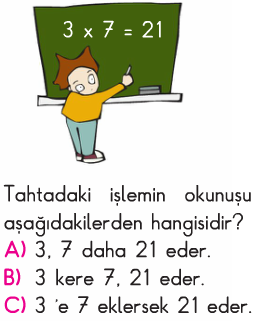 3 x 7 = 21
Tahtadaki işlemin okunuşu
aşağıdakilerden hangisidir?
A) 3, 7 daha 21 eder.
B) 3 kere 7, 21 eder.
C) 3 'e 7 eklersek 21 eder.